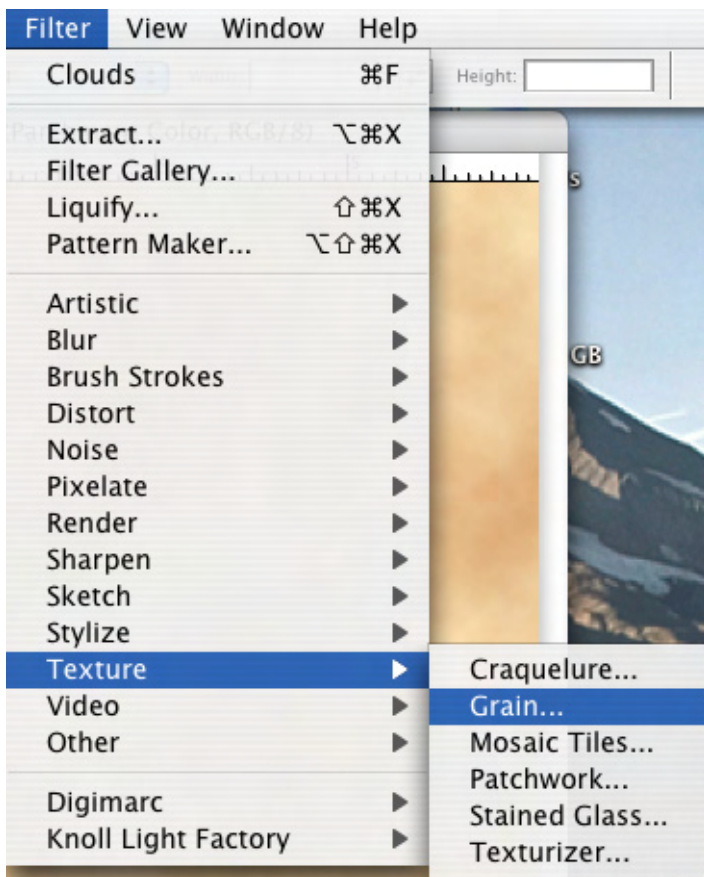 Filter View Window Help
Clouds ⌘F
Height:
Extract... ⌥⌘X
Filter Gallery...
Liquify... ⇧⌘X
Pattern Maker... ⌥⇧⌘X
Artistic
Blur
GB
Brush Strokes
Distort
Noise
Pixelate
Render
Sharpen
Sketch
Stylize
Texture
Video
Other
Digimarc
Knoll Light Factory
Craquelure...
Grain...
Mosaic Tiles...
Patchwork...
Stained Glass...
Texturizer...